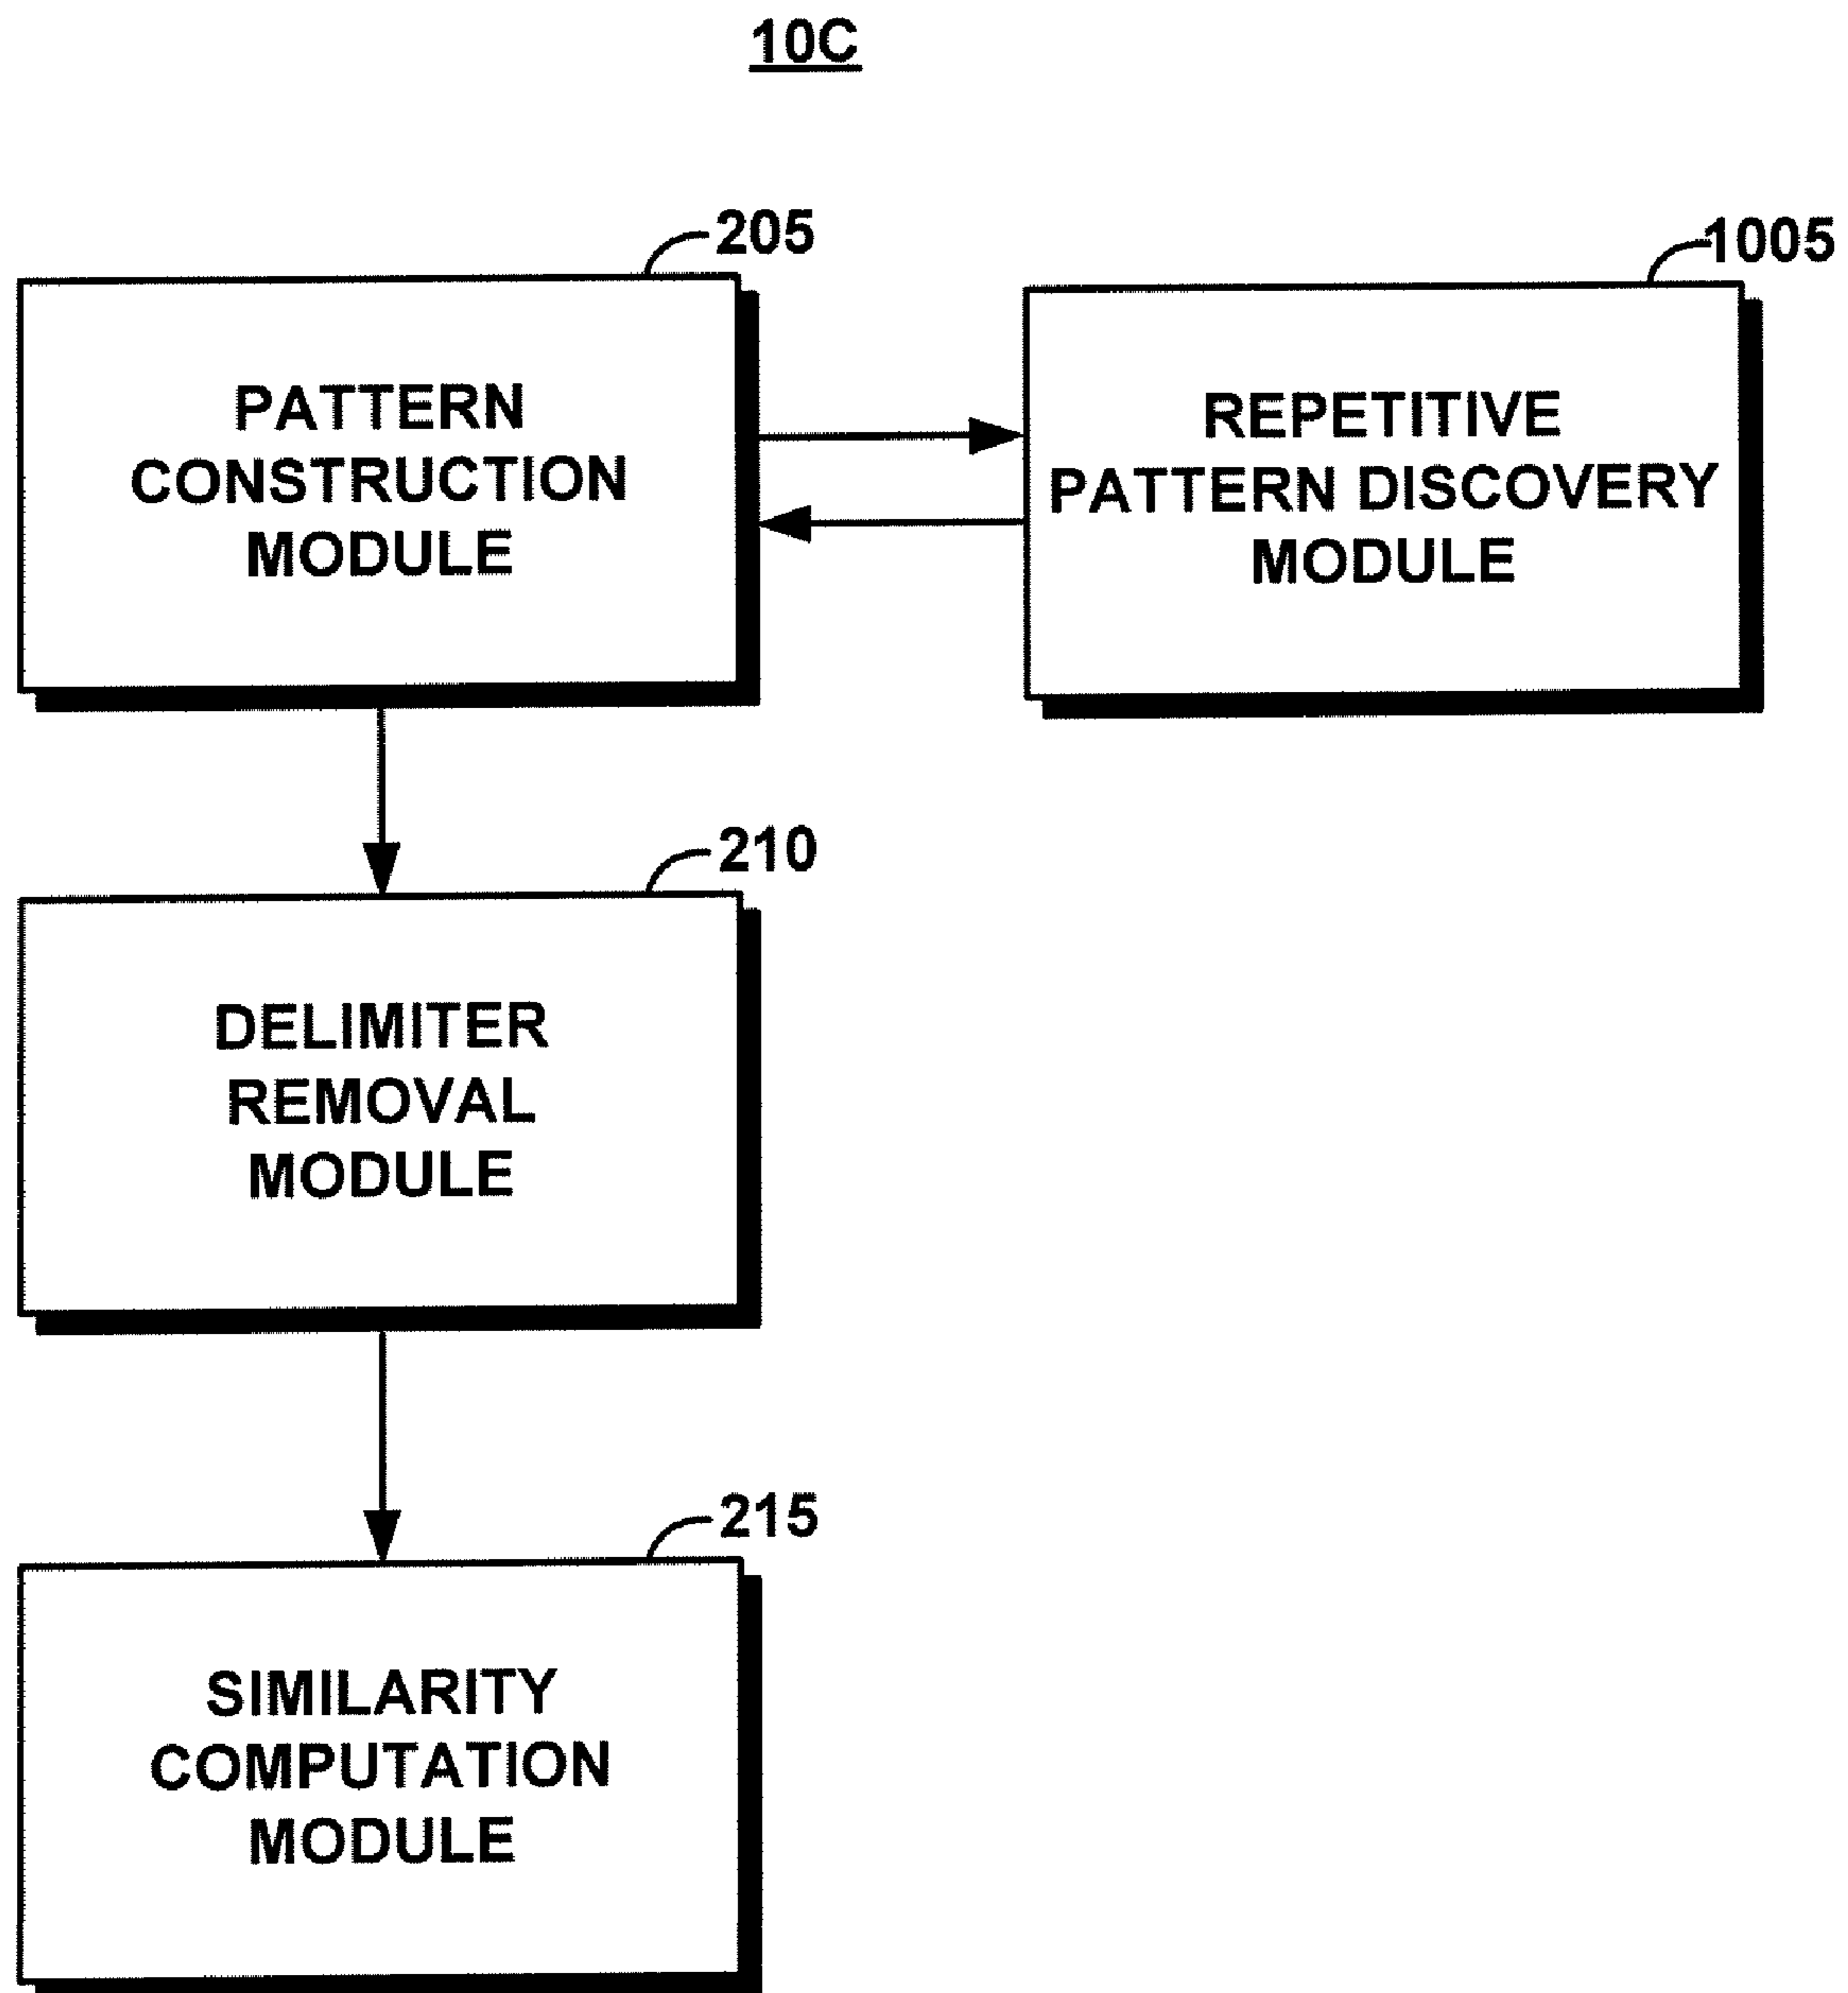 10C
205
PATTERN
CONSTRUCTION
MODULE
1005
REPETITIVE
PATTERN DISCOVERY
MODULE
210
DELIMITER
REMOVAL
MODULE
215
SIMILARITY
COMPUTATION
MODULE